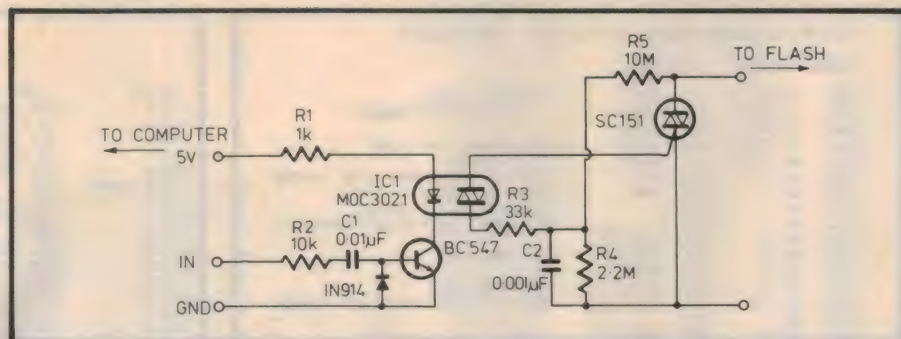 R5
10M
TO FLASH
R1
1k
SC151
TO COMPUTER
5V
IC1
MOC3021
R3
33k
R2
10k
C1
0·01µF
BC547
C2
0·001µF
R4
2·2M
IN
IN914
GND